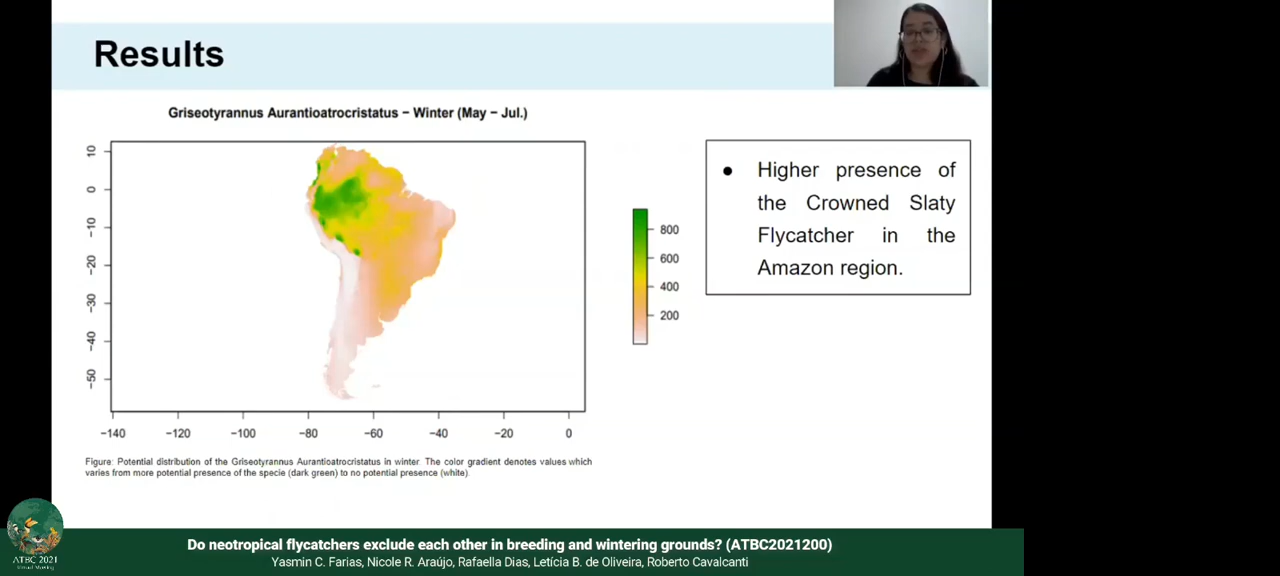 Results
Griseotyrannus Aurantioatrocristatus − Winter (May − Jul.)
10
0
−10
−20
−30
−40
−50
−140
−120
−100
−80
−60
−40
−20
0
800
600
400
200
● Higher presence of
the Crowned Slaty
Flycatcher in the
Amazon region.
Figure: Potential distribution of the Griseotyrannus Aurantioatrocristatus in winter. The color gradient denotes values which
varies from more potential presence of the specie (dark green) to no potential presence (white).
ATBC 2021
Virtual Meeting
Do neotropical flycatchers exclude each other in breeding and wintering grounds? (ATBC2021200)
Yasmin C. Farias, Nicole R. Araújo, Rafaella Dias, Letícia B. de Oliveira, Roberto Cavalcanti